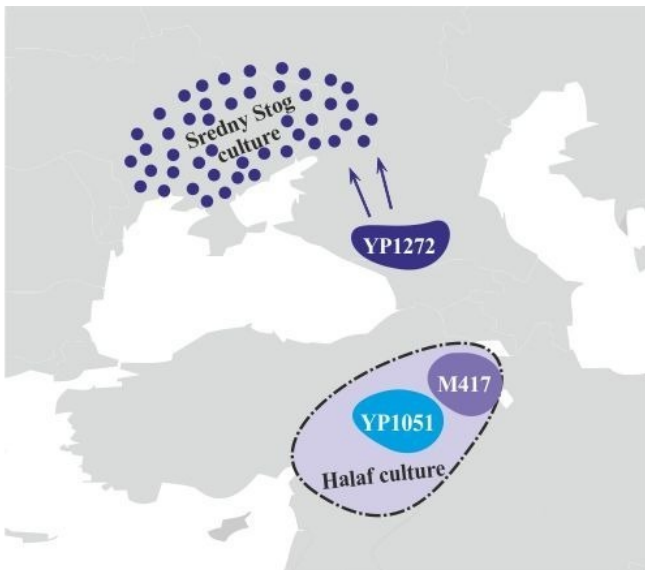 Sredny Stog
culture
YP1272
M417
YP1051
Halaf culture